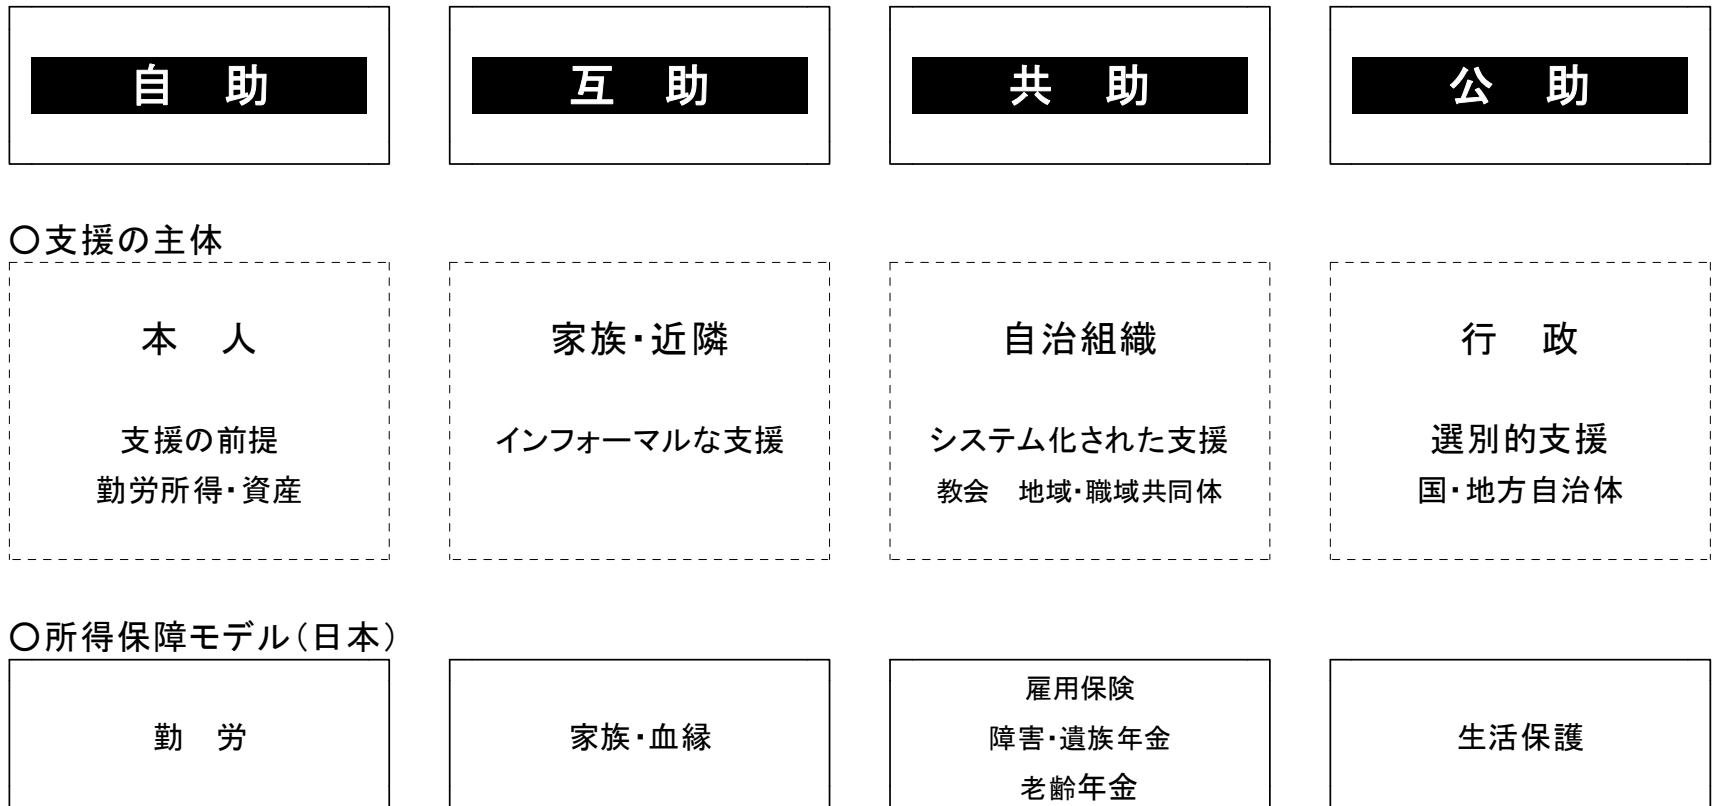 自　助
互　助
共　助
公　助
〇支援の主体
本　人
支援の前提
勤労所得・資産
家族・近隣
インフォーマルな支援
自治組織
システム化された支援
教会　地域・職域共同体
行　政
選別的支援
国・地方自治体
〇所得保障モデル（日本）
勤　労
家族・血縁
雇用保険
障害・遺族年金
老齢年金
生活保護